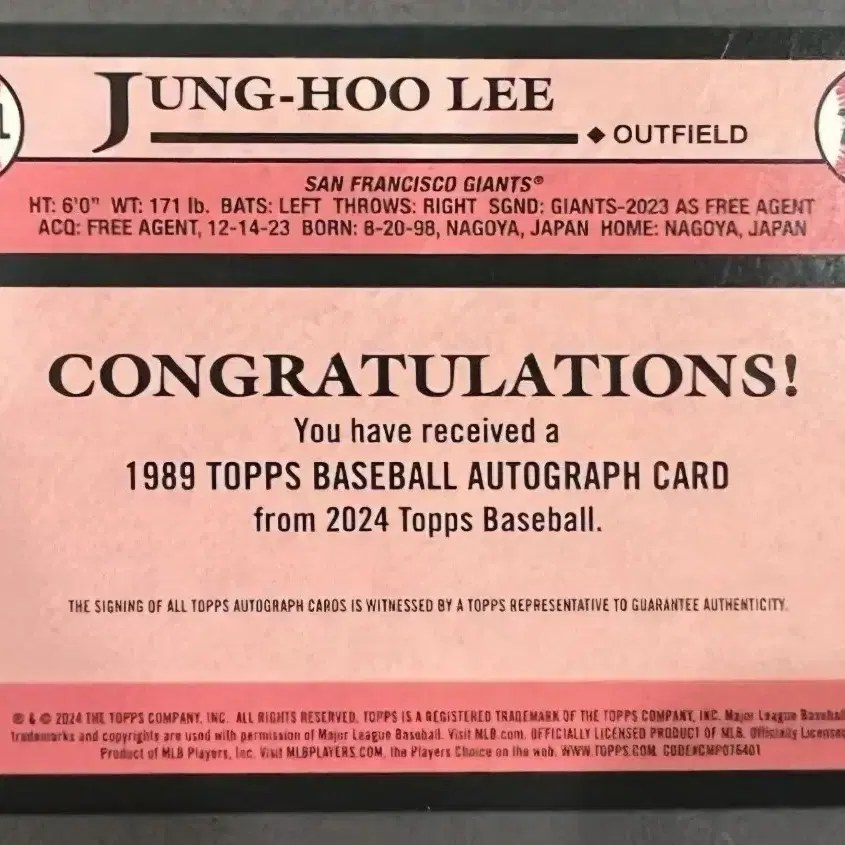 JUNG-HOO LEE
◆ OUTFIELD
SAN FRANCISCO GIANTS®
HT: 6'0" WT: 171 lb. BATS: LEFT THROWS: RIGHT SGND: GIANTS-2023 AS FREE AGENT
ACQ: FREE AGENT, 12-14-23 BORN: 8-20-98, NAGOYA, JAPAN HOME: NAGOYA, JAPAN
CONGRATULATIONS!
You have received a
1989 TOPPS BASEBALL AUTOGRAPH CARD
from 2024 Topps Baseball.
THE SIGNING OF ALL TOPPS AUTOGRAPH CARDS IS WITNESSED BY A TOPPS REPRESENTATIVE TO GUARANTEE AUTHENTICITY.
® & © 2024 THE TOPPS COMPANY, INC. ALL RIGHTS RESERVED. TOPPS IS A REGISTERED TRADEMARK OF THE TOPPS COMPANY, INC. Major League Baseball
trademarks and copyrights are used with permission of Major League Baseball. Visit MLB.com. OFFICIALLY LICENSED PRODUCT OF MLB. Officially License
Product of MLB Players, Inc. Visit MLBPLAYERS.COM, the Players Choice on the web. WWW.TOPPS.COM CODE#CMP076401